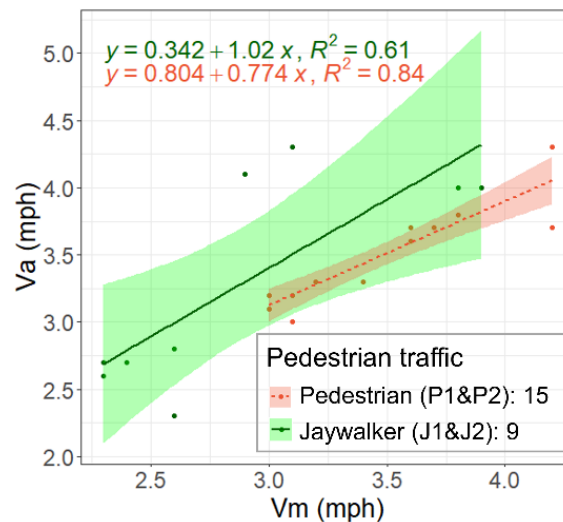 y = 0.342 + 1.02 x, R² = 0.61
y = 0.804 + 0.774 x, R² = 0.84
5.0
4.5
4.0
3.5
3.0
2.5
2.0
Va (mph)
Pedestrian traffic
Pedestrian (P1&P2): 15
Jaywalker (J1&J2): 9
2.5 3.0 3.5 4.0
Vm (mph)